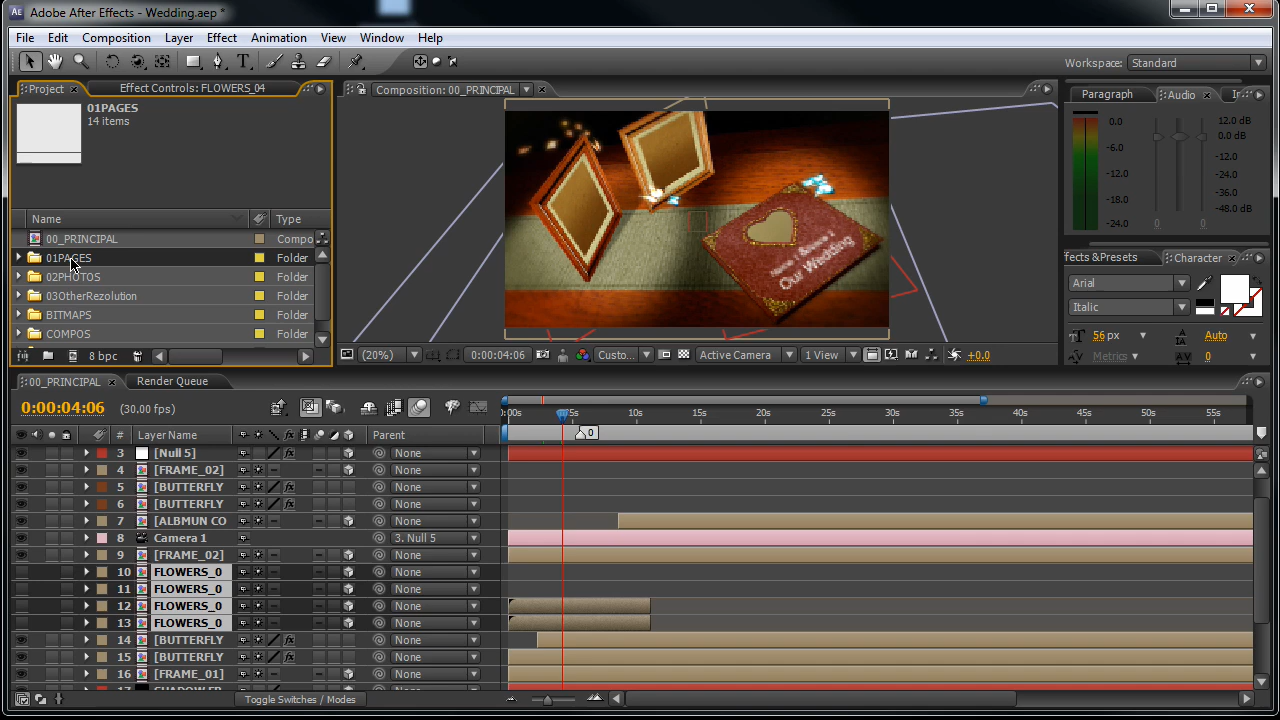 Adobe After Effects - Wedding.aep *
File Edit Composition Layer Effect Animation View Window Help
Workspace: Standard
Project Effect Controls: FLOWERS_04
Composition: 00_PRINCIPAL
Paragraph Audio
01PAGES
14 items
0.0 12.0 dB
-6.0 0.0 dB
-12.0 -12.0 dB
-18.0 -36.0 dB
-24.0 -48.0 dB
0 0
Name Type
00_PRINCIPAL Compo
01PAGES Folder
02PHOTOS Folder
03OtherRezolution Folder
BITMAPS Folder
COMPOS Folder
8 bpc
Our Wedding
ffects&Presets Character
Arial
Italic
56 px Auto
Metrics 0
(20%) 0:00:04:06 Custo... Active Camera 1 View +0.0
00_PRINCIPAL Render Queue
0:00:04:06 (30.00 fps)
0:00s 05s 10s 15s 20s 25s 30s 35s 40s 45s 50s 55s
0
# Layer Name Parent
3 [Null 5] None
4 [FRAME_02] None
5 [BUTTERFLY None
6 [BUTTERFLY None
7 [ALBMUN CO None
8 Camera 1 3. Null 5
9 [FRAME_02] None
10 FLOWERS_0 None
11 FLOWERS_0 None
12 FLOWERS_0 None
13 FLOWERS_0 None
14 [BUTTERFLY None
15 [BUTTERFLY None
16 [FRAME_01] None
Toggle Switches / Modes